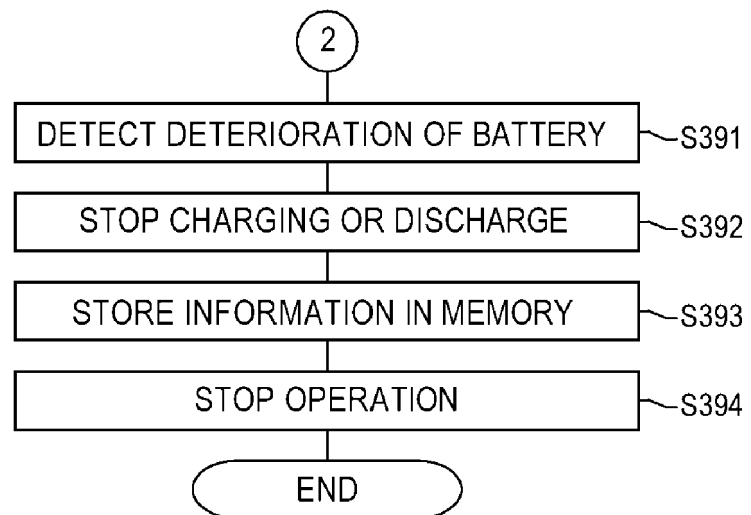 2
DETECT DETERIORATION OF BATTERY S391
STOP CHARGING OR DISCHARGE S392
STORE INFORMATION IN MEMORY S393
STOP OPERATION S394
END